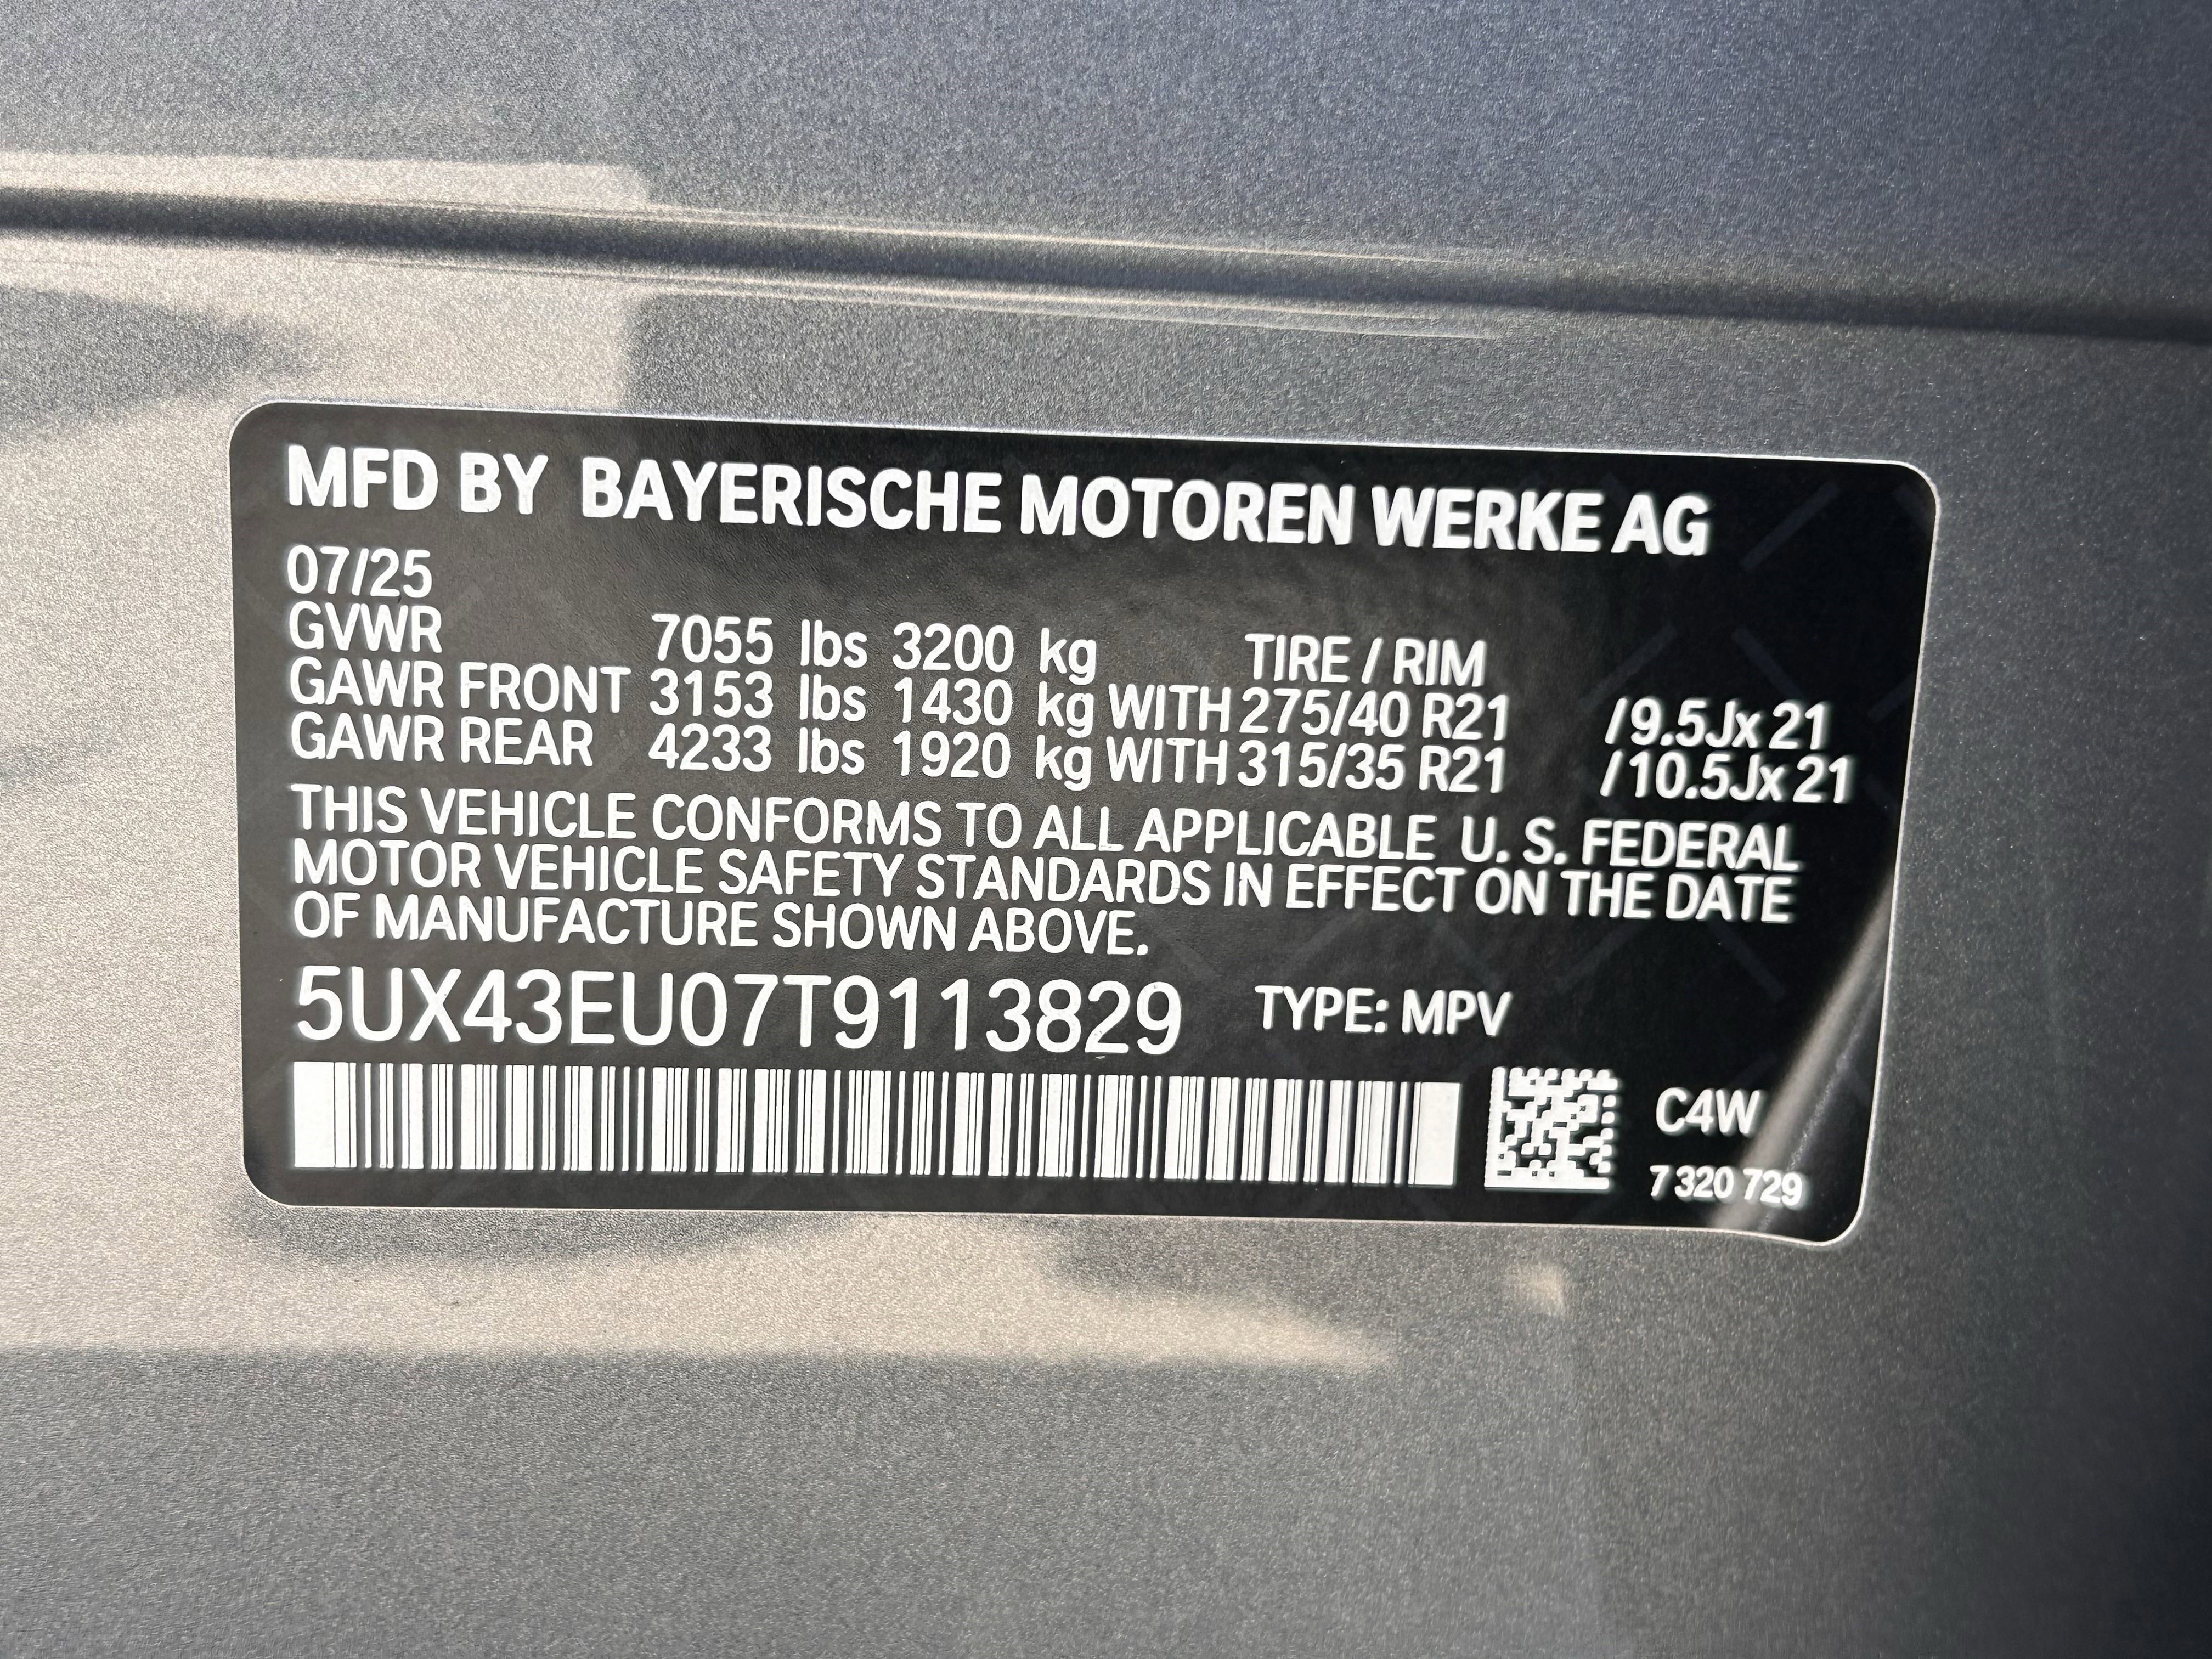 MFD BY BAYERISCHE MOTOREN WERKE AG
07/25
GVWR 7055 lbs 3200 kg TIRE / RIM
GAWR FRONT 3153 lbs 1430 kg WITH 275/40 R21 /9.5Jx 21
GAWR REAR 4233 lbs 1920 kg WITH 315/35 R21 /10.5Jx 21
THIS VEHICLE CONFORMS TO ALL APPLICABLE U. S. FEDERAL
MOTOR VEHICLE SAFETY STANDARDS IN EFFECT ON THE DATE
OF MANUFACTURE SHOWN ABOVE.
5UX43EU07T9113829 TYPE: MPV
C4W
7 320 729